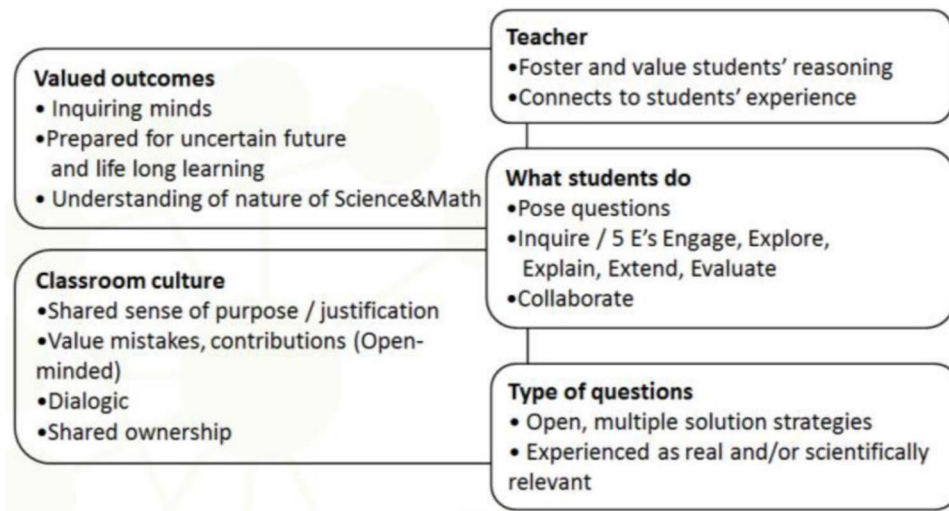 Valued outcomes
• Inquiring minds
•Prepared for uncertain future
and life long learning
• Understanding of nature of Science&Math
Classroom culture
•Shared sense of purpose / justification
•Value mistakes, contributions (Open-
minded)
•Dialogic
•Shared ownership
Teacher
•Foster and value students’ reasoning
•Connects to students’ experience
What students do
•Pose questions
•Inquire / 5 E’s Engage, Explore,
Explain, Extend, Evaluate
•Collaborate
Type of questions
• Open, multiple solution strategies
• Experienced as real and/or scientifically
relevant